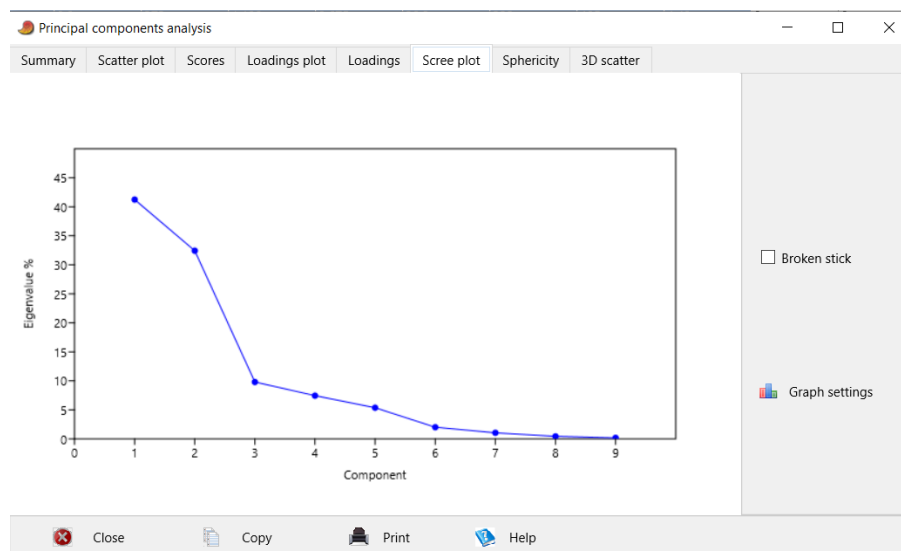 Principal components analysis
Summary Scatter plot Scores Loadings plot Loadings Scree plot Sphericity 3D scatter
45
40
35
30
25
20
15
10
5
0
Eigenvalue %
0 1 2 3 4 5 6 7 8 9
Component
Broken stick
Graph settings
Close Copy Print Help